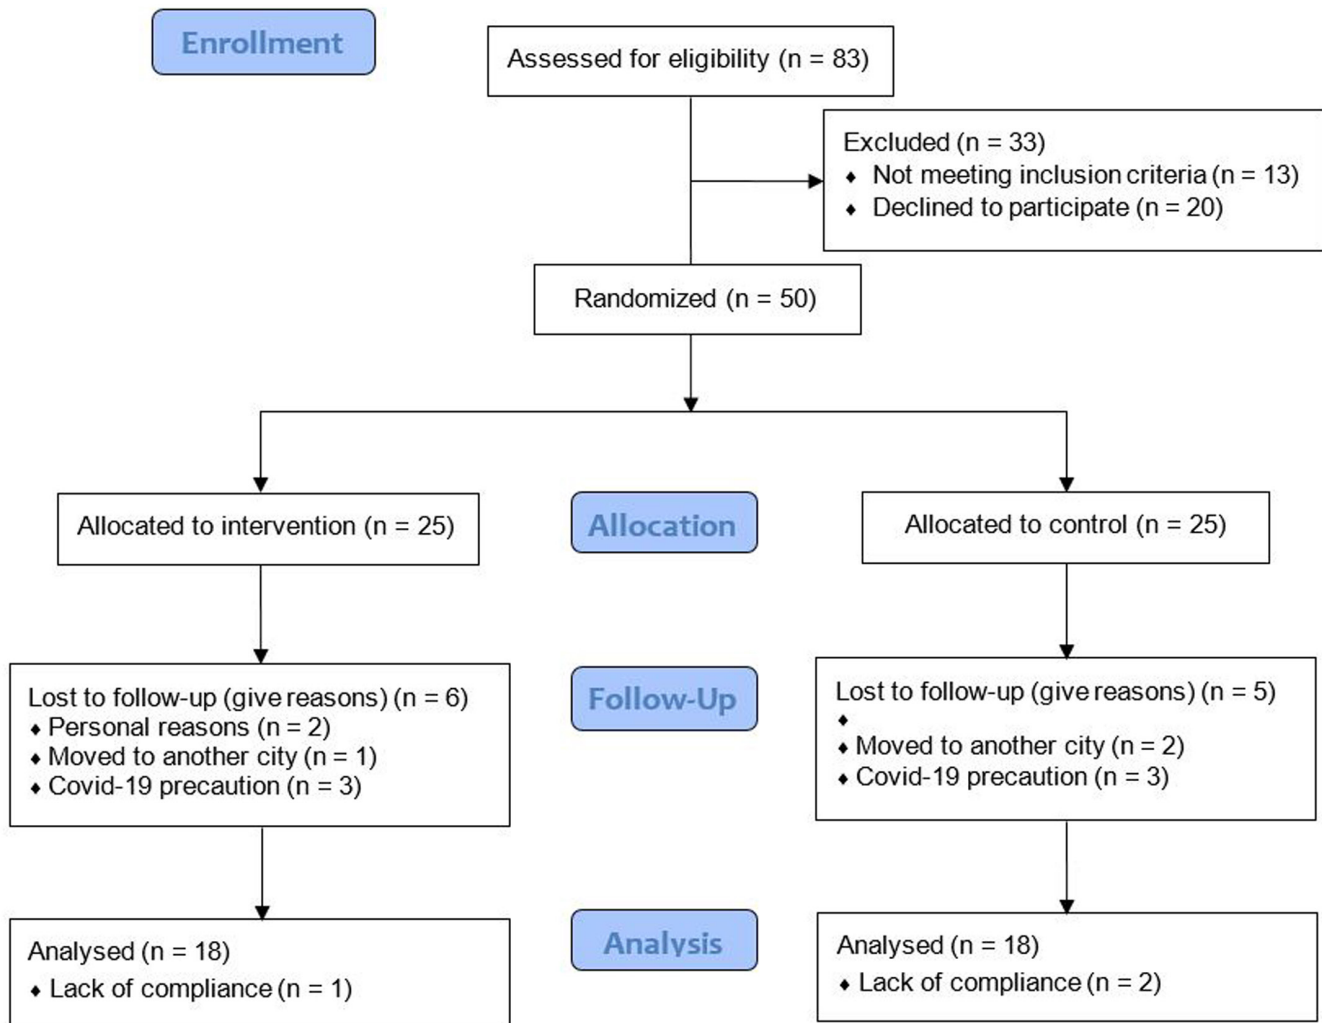 Enrollment
Assessed for eligibility (n = 83)
Excluded (n = 33)
♦ Not meeting inclusion criteria (n = 13)
♦ Declined to participate (n = 20)
Randomized (n = 50)
Allocated to intervention (n = 25)
Allocation
Allocated to control (n = 25)
Lost to follow-up (give reasons) (n = 6)
♦ Personal reasons (n = 2)
♦ Moved to another city (n = 1)
♦ Covid-19 precaution (n = 3)
Follow-Up
Lost to follow-up (give reasons) (n = 5)
♦
♦ Moved to another city (n = 2)
♦ Covid-19 precaution (n = 3)
Analysed (n = 18)
♦ Lack of compliance (n = 1)
Analysis
Analysed (n = 18)
♦ Lack of compliance (n = 2)